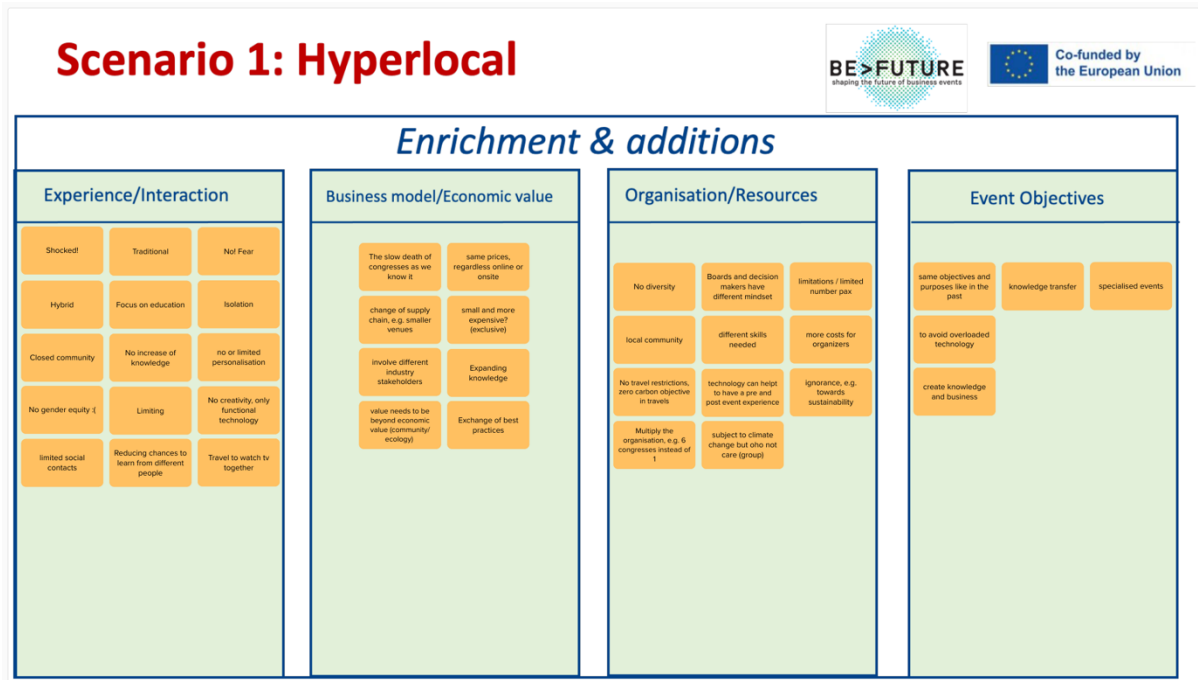 Scenario 1: Hyperlocal
BE>FUTURE
shaping the future of business events
Co-funded by
the European Union
Enrichment & additions
Experience/Interaction
Shocked!
Traditional
No! Fear
Hybrid
Focus on education
Isolation
Closed community
No increase of
knowledge
no or limited
personalisation
No gender equity :(
Limiting
No creativity, only
functional
technology
limited social
contacts
Reducing chances to
learn from different
people
Travel to watch tv
together
Business model/Economic value
The slow death of
congresses as we
know it
same prices,
regardless online or
onsite
change of supply
chain, e.g. smaller
venues
small and more
expensive?
(exclusive)
involve different
industry
stakeholders
Expanding
knowledge
value needs to be
beyond economic
value (community/
ecology)
Exchange of best
practices
Organisation/Resources
No diversity
Boards and decision
makers have
different mindset
limitations / limited
number pax
local community
different skills
needed
more costs for
organizers
No travel restrictions,
zero carbon objective
in travels
technology can helpt
to have a pre and
post event experience
ignorance, e.g.
towards
sustainability
Multiply the
organisation, e.g. 6
congresses instead of
1
subject to climate
change but oho not
care (group)
Event Objectives
same objectives and
purposes like in the
past
knowledge transfer
specialised events
to avoid overloaded
technology
create knowledge
and business